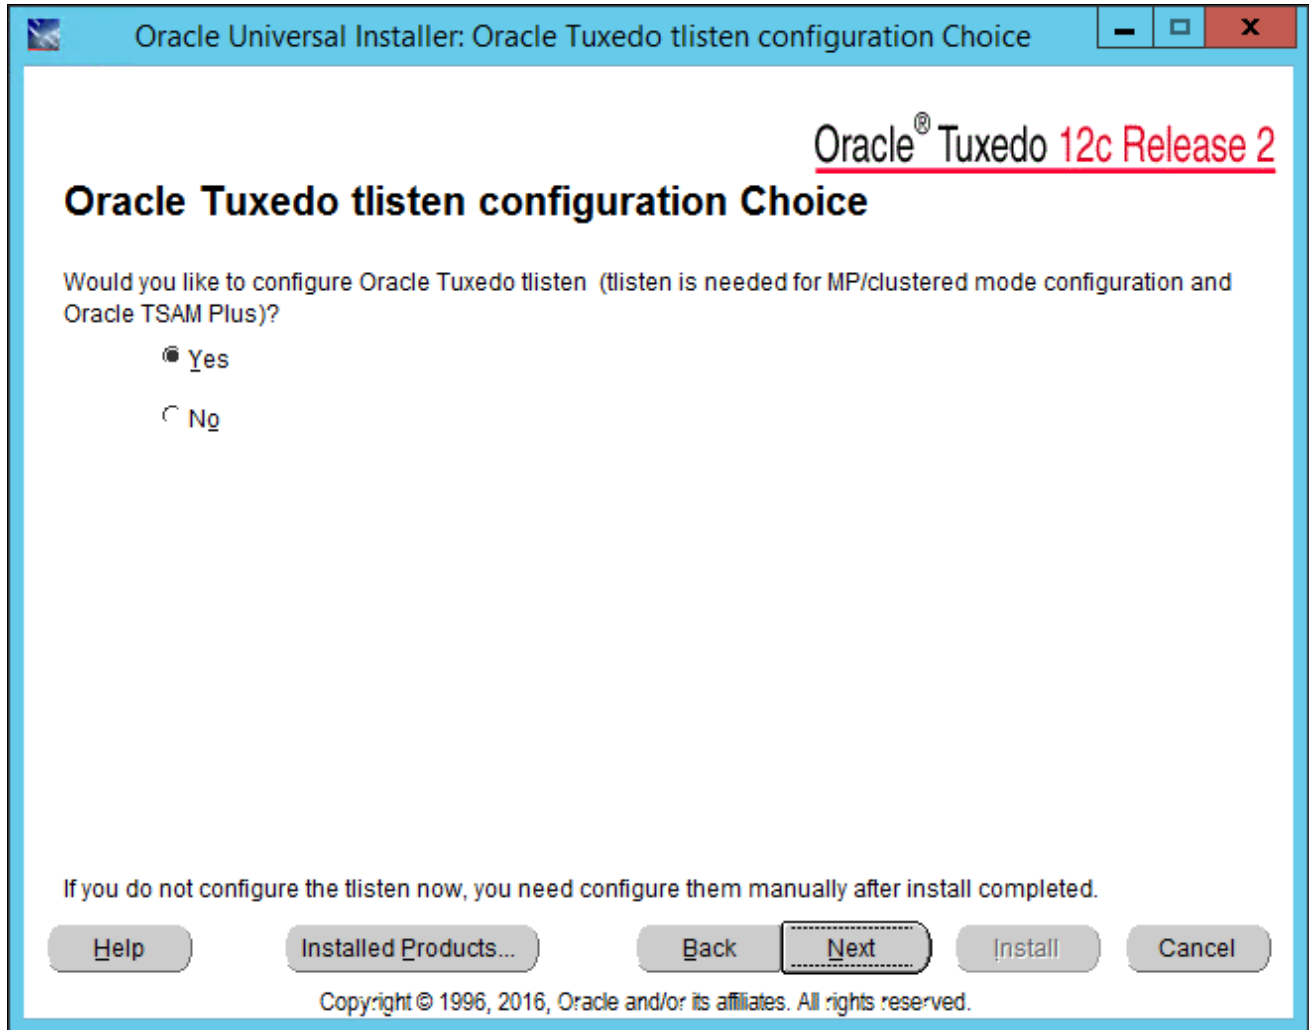 Oracle Universal Installer: Oracle Tuxedo tlisten configuration Choice
Oracle® Tuxedo 12c Release 2
Oracle Tuxedo tlisten configuration Choice
Would you like to configure Oracle Tuxedo tlisten (tlisten is needed for MP/clustered mode configuration and
Oracle TSAM Plus)?
Yes
No
If you do not configure the tlisten now, you need configure them manually after install completed.
Help Installed Products... Back Next Install Cancel
Copyright © 1996, 2016, Oracle and/or its affiliates. All rights reserved.